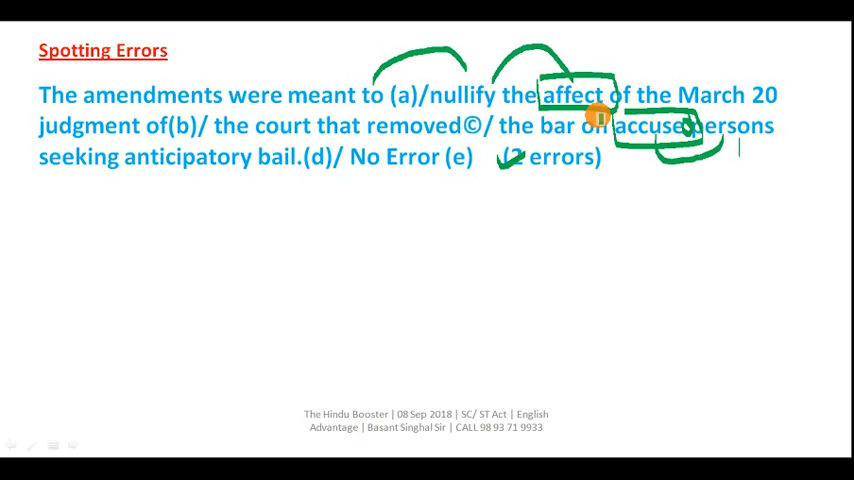 Spotting Errors
The amendments were meant to (a)/nullify the affect of the March 20
judgment of(b)/ the court that removed©/ the bar on accused persons
seeking anticipatory bail.(d)/ No Error (e) (2 errors)
The Hindu Booster | 08 Sep 2018 | SC/ ST Act | English
Advantage | Basant Singhal Sir | CALL 98 93 71 9933